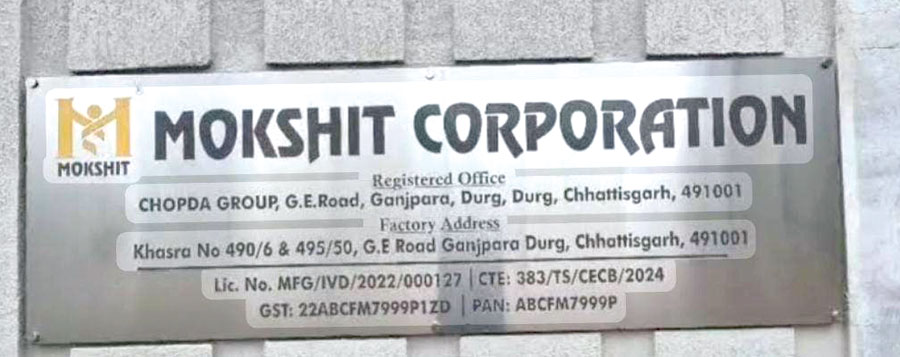 MOKSHIT CORPORATION
MOKSHIT
Registered Office
CHOPDA GROUP, G.E.Road, Ganjpara, Durg, Durg, Chhattisgarh, 491001
Factory Address
Khasra No 490/6 & 495/50, G.E Road Ganjpara Durg, Chhattisgarh, 491001
Lic. No. MFG/IVD/2022/000127 | CTE: 383/TS/CECB/2024
GST: 22ABCFM7999P1ZD | PAN: ABCFM7999P